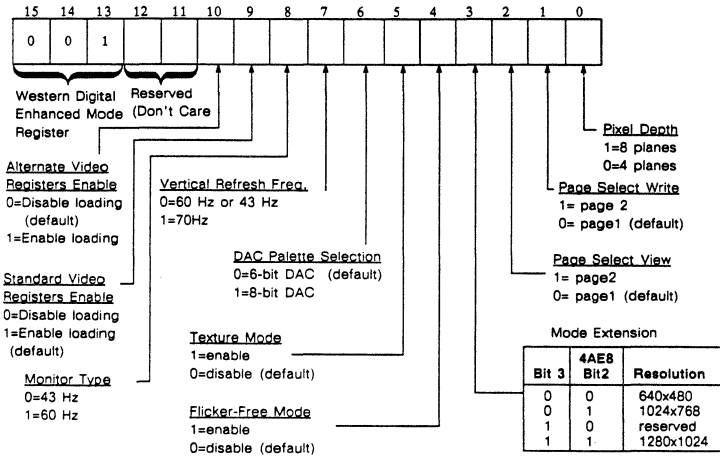 15 14 13 12 11 10 9 8 7 6 5 4 3 2 1 0
0 0 1
Western Digital
Enhanced Mode
Register
Reserved
(Don't Care
Alternate Video
Registers Enable
0=Disable loading
(default)
1=Enable loading
Standard Video
Registers Enable
0=Disable loading
1=Enable loading
(default)
Monitor Type
0=43 Hz
1=60 Hz
Vertical Refresh Freq.
0=60 Hz or 43 Hz
1=70Hz
DAC Palette Selection
0=6-bit DAC (default)
1=8-bit DAC
Texture Mode
1=enable
0=disable (default)
Flicker-Free Mode
1=enable
0=disable (default)
Pixel Depth
1=8 planes
0=4 planes
Page Select Write
1= page 2
0= page1 (default)
Page Select View
1= page2
0= page1 (default)
Mode Extension
Bit 3 4AE8 Bit2 Resolution
0 0 640x480
0 1 1024x768
1 0 reserved
1 1 1280x1024